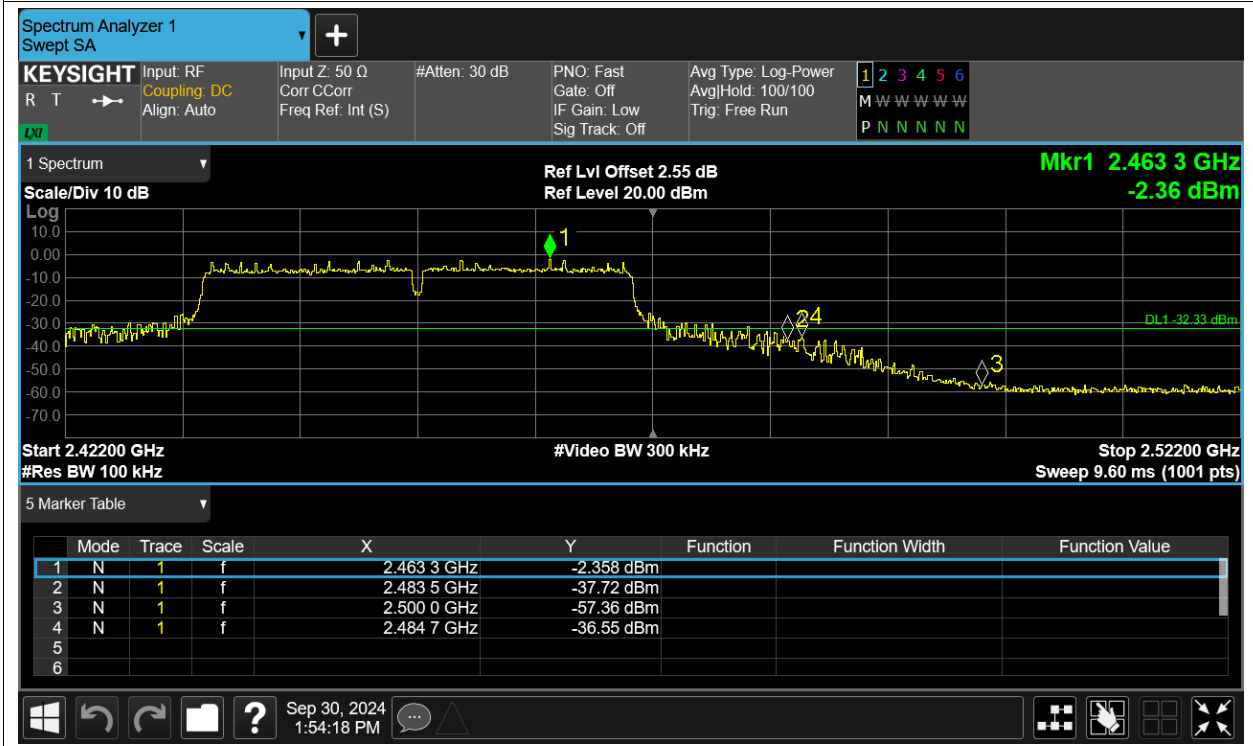 Spectrum Analyzer 1
Swept SA
+
KEYSIGHT
R T
LXI
Input: RF
Coupling: DC
Align: Auto
Input Z: 50 Ω
Corr CCorr
Freq Ref: Int (S)
#Atten: 30 dB
PNO: Fast
Gate: Off
IF Gain: Low
Sig Track: Off
Avg Type: Log-Power
Avg|Hold: 100/100
Trig: Free Run
1 2 3 4 5 6
M W W W W W
P N N N N N
1 Spectrum
Scale/Div 10 dB
Ref Lvl Offset 2.55 dB
Ref Level 20.00 dBm
Mkr1 2.463 3 GHz
-2.36 dBm
Log
10.0
0.00
-10.0
-20.0
-30.0
-40.0
-50.0
-60.0
-70.0
1
24
3
DL1 -32.33 dBm
Start 2.42200 GHz
#Res BW 100 kHz
#Video BW 300 kHz
Stop 2.52200 GHz
Sweep 9.60 ms (1001 pts)
5 Marker Table
Mode Trace Scale X Y Function Function Width Function Value
1 N 1 f 2.463 3 GHz -2.358 dBm
2 N 1 f 2.483 5 GHz -37.72 dBm
3 N 1 f 2.500 0 GHz -57.36 dBm
4 N 1 f 2.484 7 GHz -36.55 dBm
5
6
?
Sep 30, 2024
1:54:18 PM